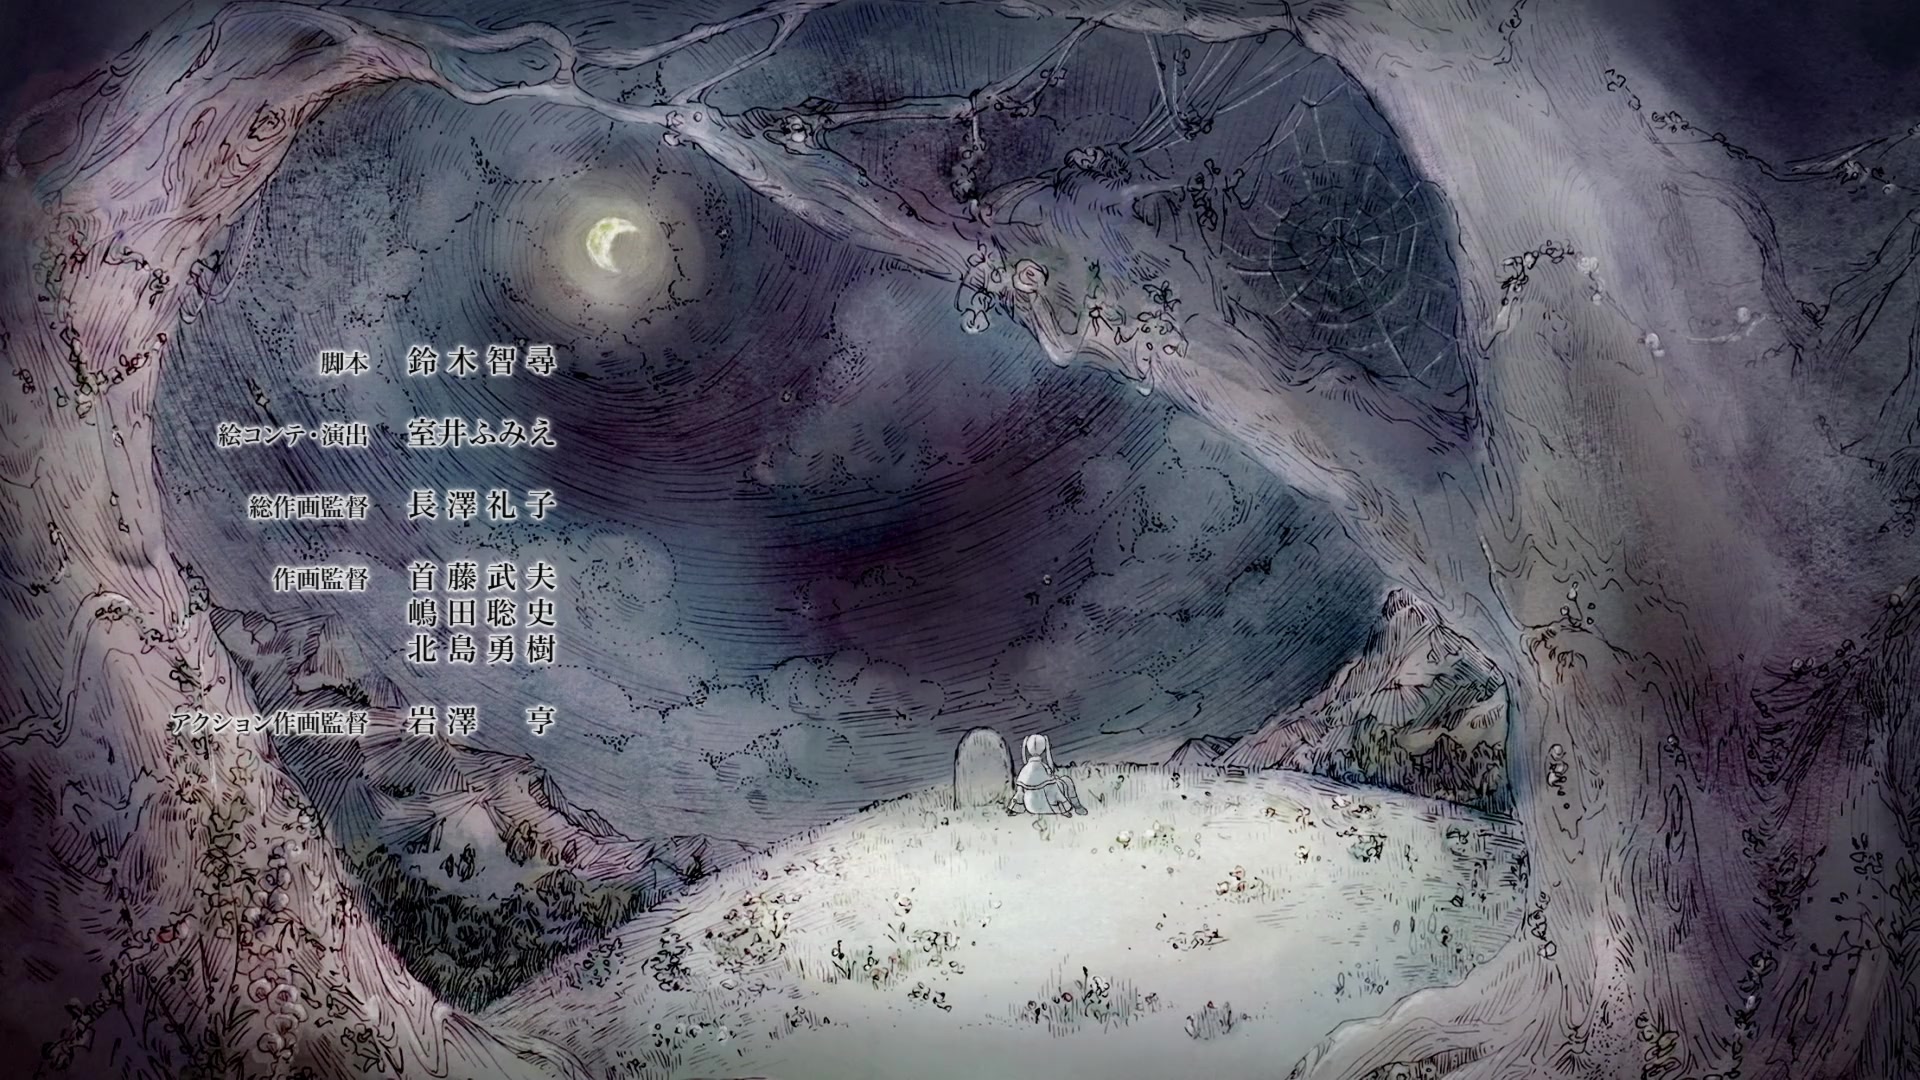 脚本 鈴木智尋
絵コンテ・演出 室井ふみえ
総作画監督 長澤礼子
作画監督 首藤武夫
嶋田聡史
北島勇樹
アクション作画監督 岩澤亨